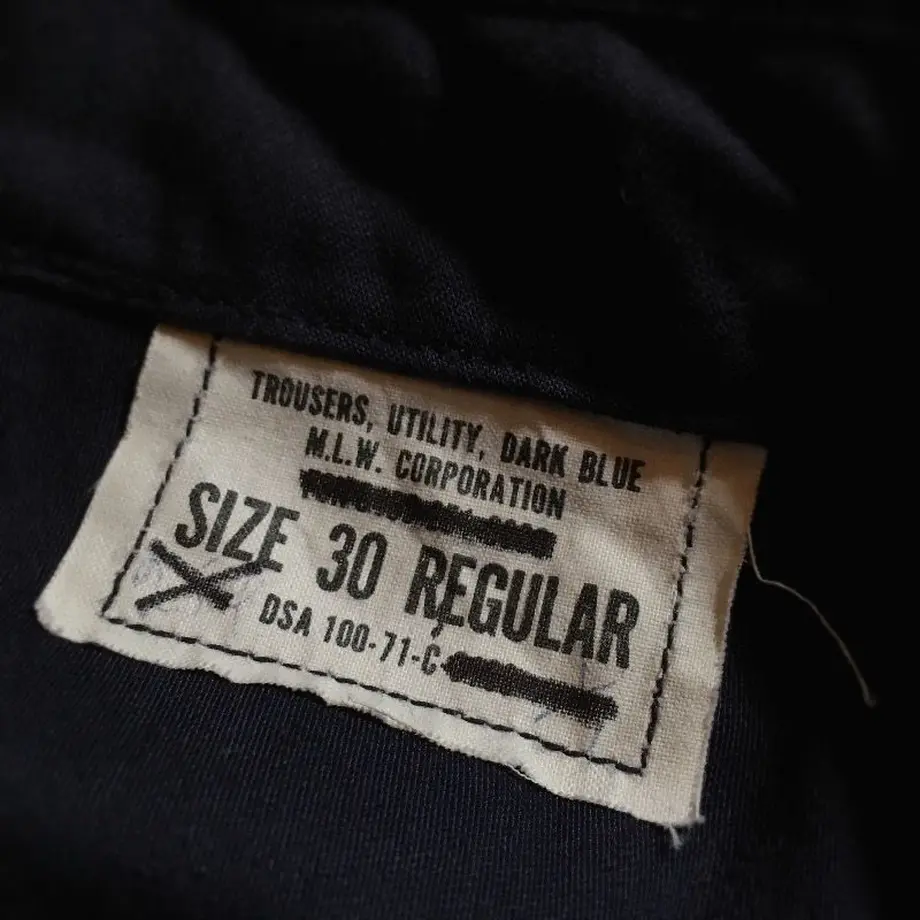 TROUSERS, UTILITY, DARK BLUE
M.L.W. CORPORATION
SIZE 30 REGULAR
DSA 100-71-C-